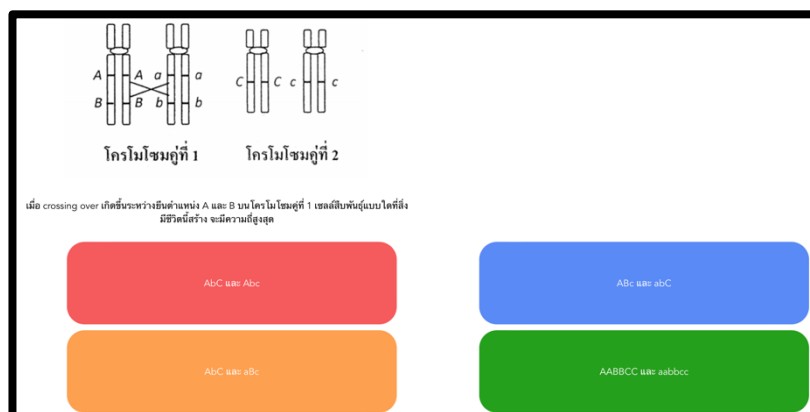 A A a a
C C c c
B B b b
โครโมโซมคู่ที่ 1 โครโมโซมคู่ที่ 2
เมื่อ crossing over เกิดขึ้นระหว่างยีนตำแหน่ง A และ B บนโครโมโซมคู่ที่ 1 เซลล์สืบพันธุ์แบบใดที่สิ่ง
มีชีวิตนี้สร้าง จะมีความถี่สูงสุด
AbC และ Abc
ABc และ abC
AbC และ aBc
AABBCC และ aabbcc